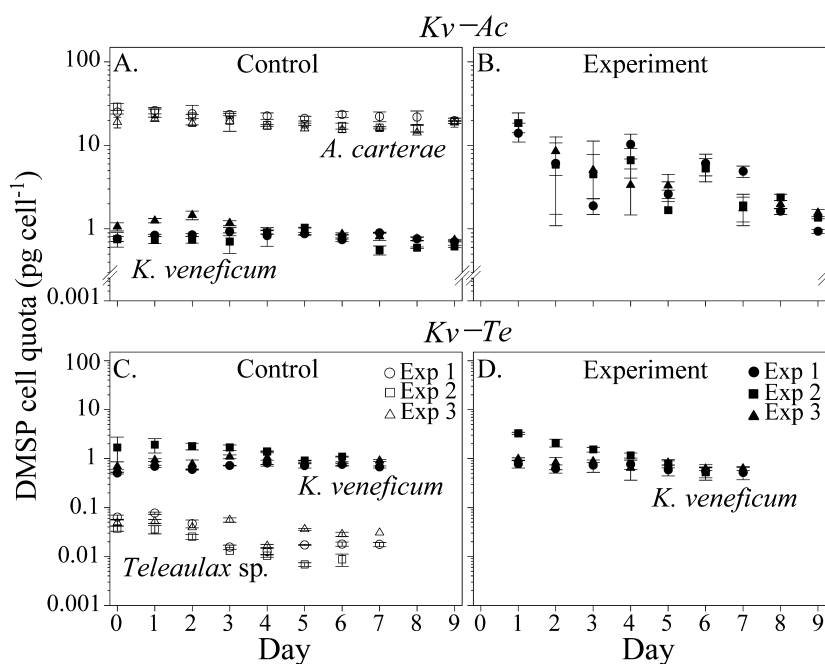 Kv−Ac
A. Control
B. Experiment
100
10
1
0.001
A. carterae
K. veneficum
Kv−Te
C. Control
D. Experiment
Exp 1
Exp 2
Exp 3
Exp 1
Exp 2
Exp 3
100
10
1
0.1
0.01
0.001
K. veneficum
K. veneficum
Teleaulax sp.
0 1 2 3 4 5 6 7 8 9 0 1 2 3 4 5 6 7 8 9
Day Day
DMSP cell quota (pg cell-1)